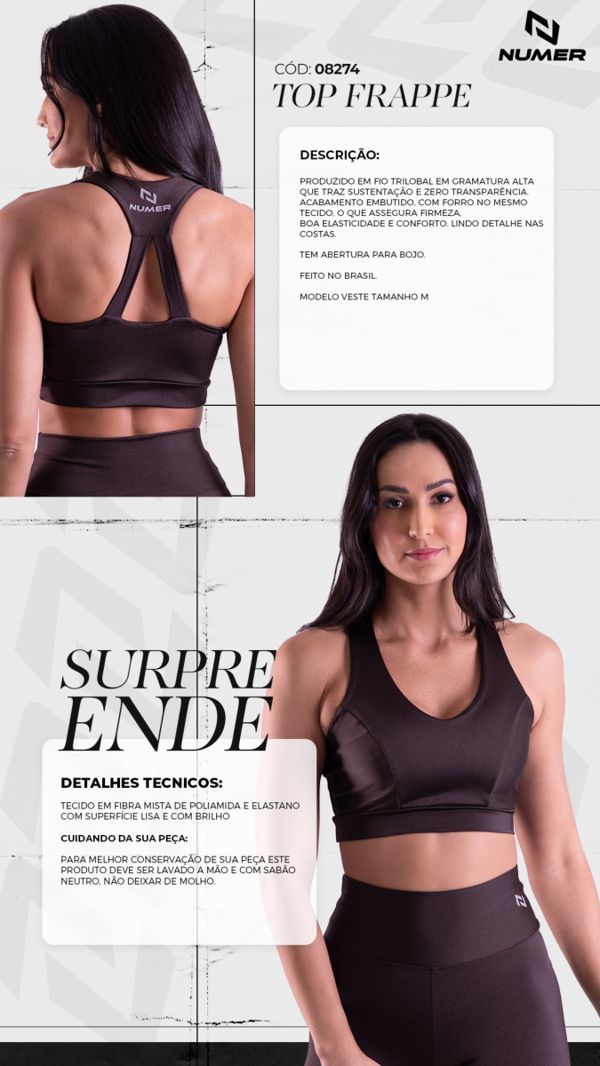 NUMER
CÓD: 08274
TOP FRAPPE
NUMER
DESCRIÇÃO:
PRODUZIDO EM FIO TRILOBAL EM GRAMATURA ALTA
QUE TRAZ SUSTENTAÇÃO E ZERO TRANSPARÊNCIA.
ACABAMENTO EMBUTIDO, COM FORRO NO MESMO
TECIDO, O QUE ASSEGURA FIRMEZA.
BOA ELASTICIDADE E CONFORTO. LINDO DETALHE NAS
COSTAS.
TEM ABERTURA PARA BOJO.
FEITO NO BRASIL.
MODELO VESTE TAMANHO M
SURPRE
ENDE
DETALHES TECNICOS:
TECIDO EM FIBRA MISTA DE POLIAMIDA E ELASTANO
COM SUPERFÍCIE LISA E COM BRILHO
CUIDANDO DA SUA PEÇA:
PARA MELHOR CONSERVAÇÃO DE SUA PEÇA ESTE
PRODUTO DEVE SER LAVADO A MÃO E COM SABÃO
NEUTRO, NÃO DEIXAR DE MOLHO.